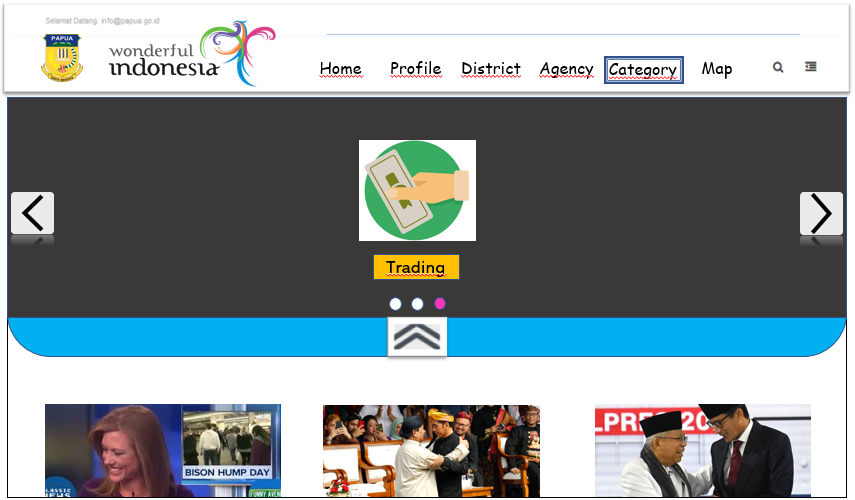 Selamat Datang: info@papua.go.id
PAPUA
wonderful
indonesia
Home Profile District Agency Category Map
Trading
BISON HUMP DAY
CLASSIC
NEWS
FUNNY AVENUE
LPRES 20